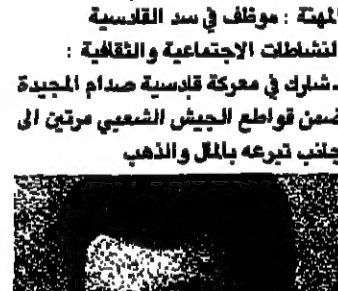 المهنة : موظف في سد القادسية
النشاطات الاجتماعية والثقافية :
ـشارك في معركة قادسية صدام المجيدة
ضمن قواطع الجيش الشعبي مرتين الى
جانب تبرعه بالمال والذهب